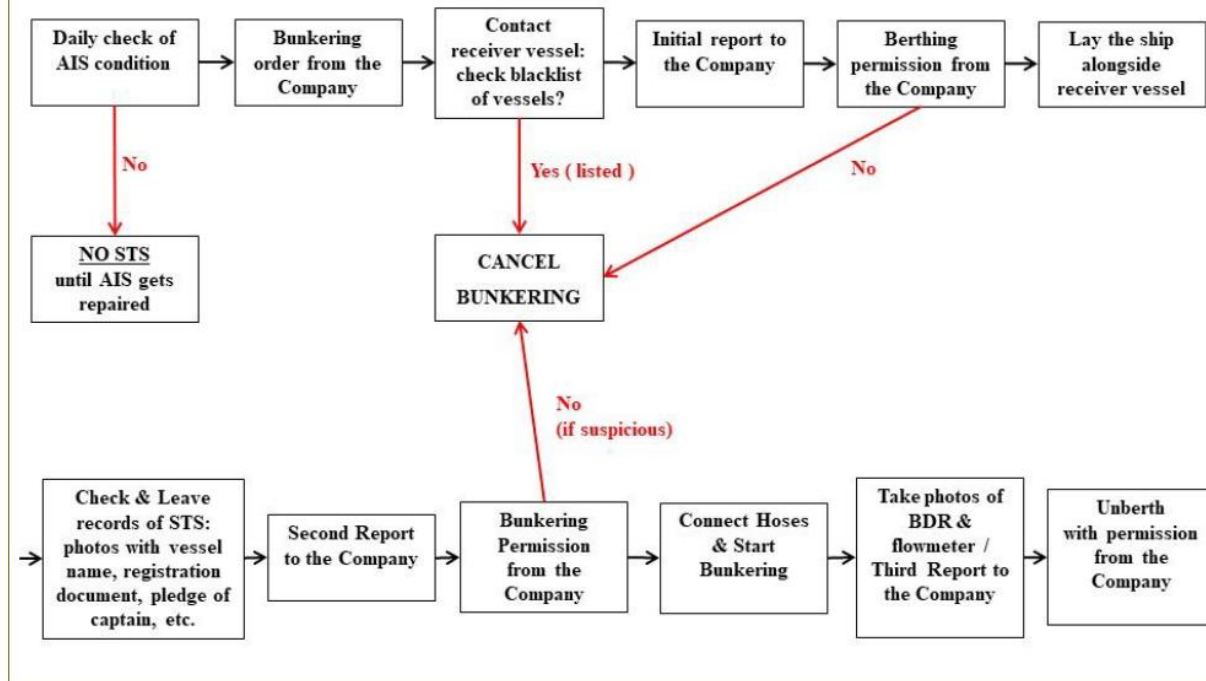 Daily check of
AIS condition
Bunkering
order from the
Company
Contact
receiver vessel:
check blacklist
of vessels?
Initial report to
the Company
Berthing
permission from
the Company
Lay the ship
alongside
receiver vessel
No
Yes ( listed )
No
NO STS
until AIS gets
repaired
CANCEL
BUNKERING
No
(if suspicious)
Check & Leave
records of STS:
photos with vessel
name, registration
document, pledge of
captain, etc.
Second Report
to the Company
Bunkering
Permission
from the
Company
Connect Hoses
& Start
Bunkering
Take photos of
BDR &
flowmeter /
Third Report to
the Company
Unberth
with permission
from the
Company